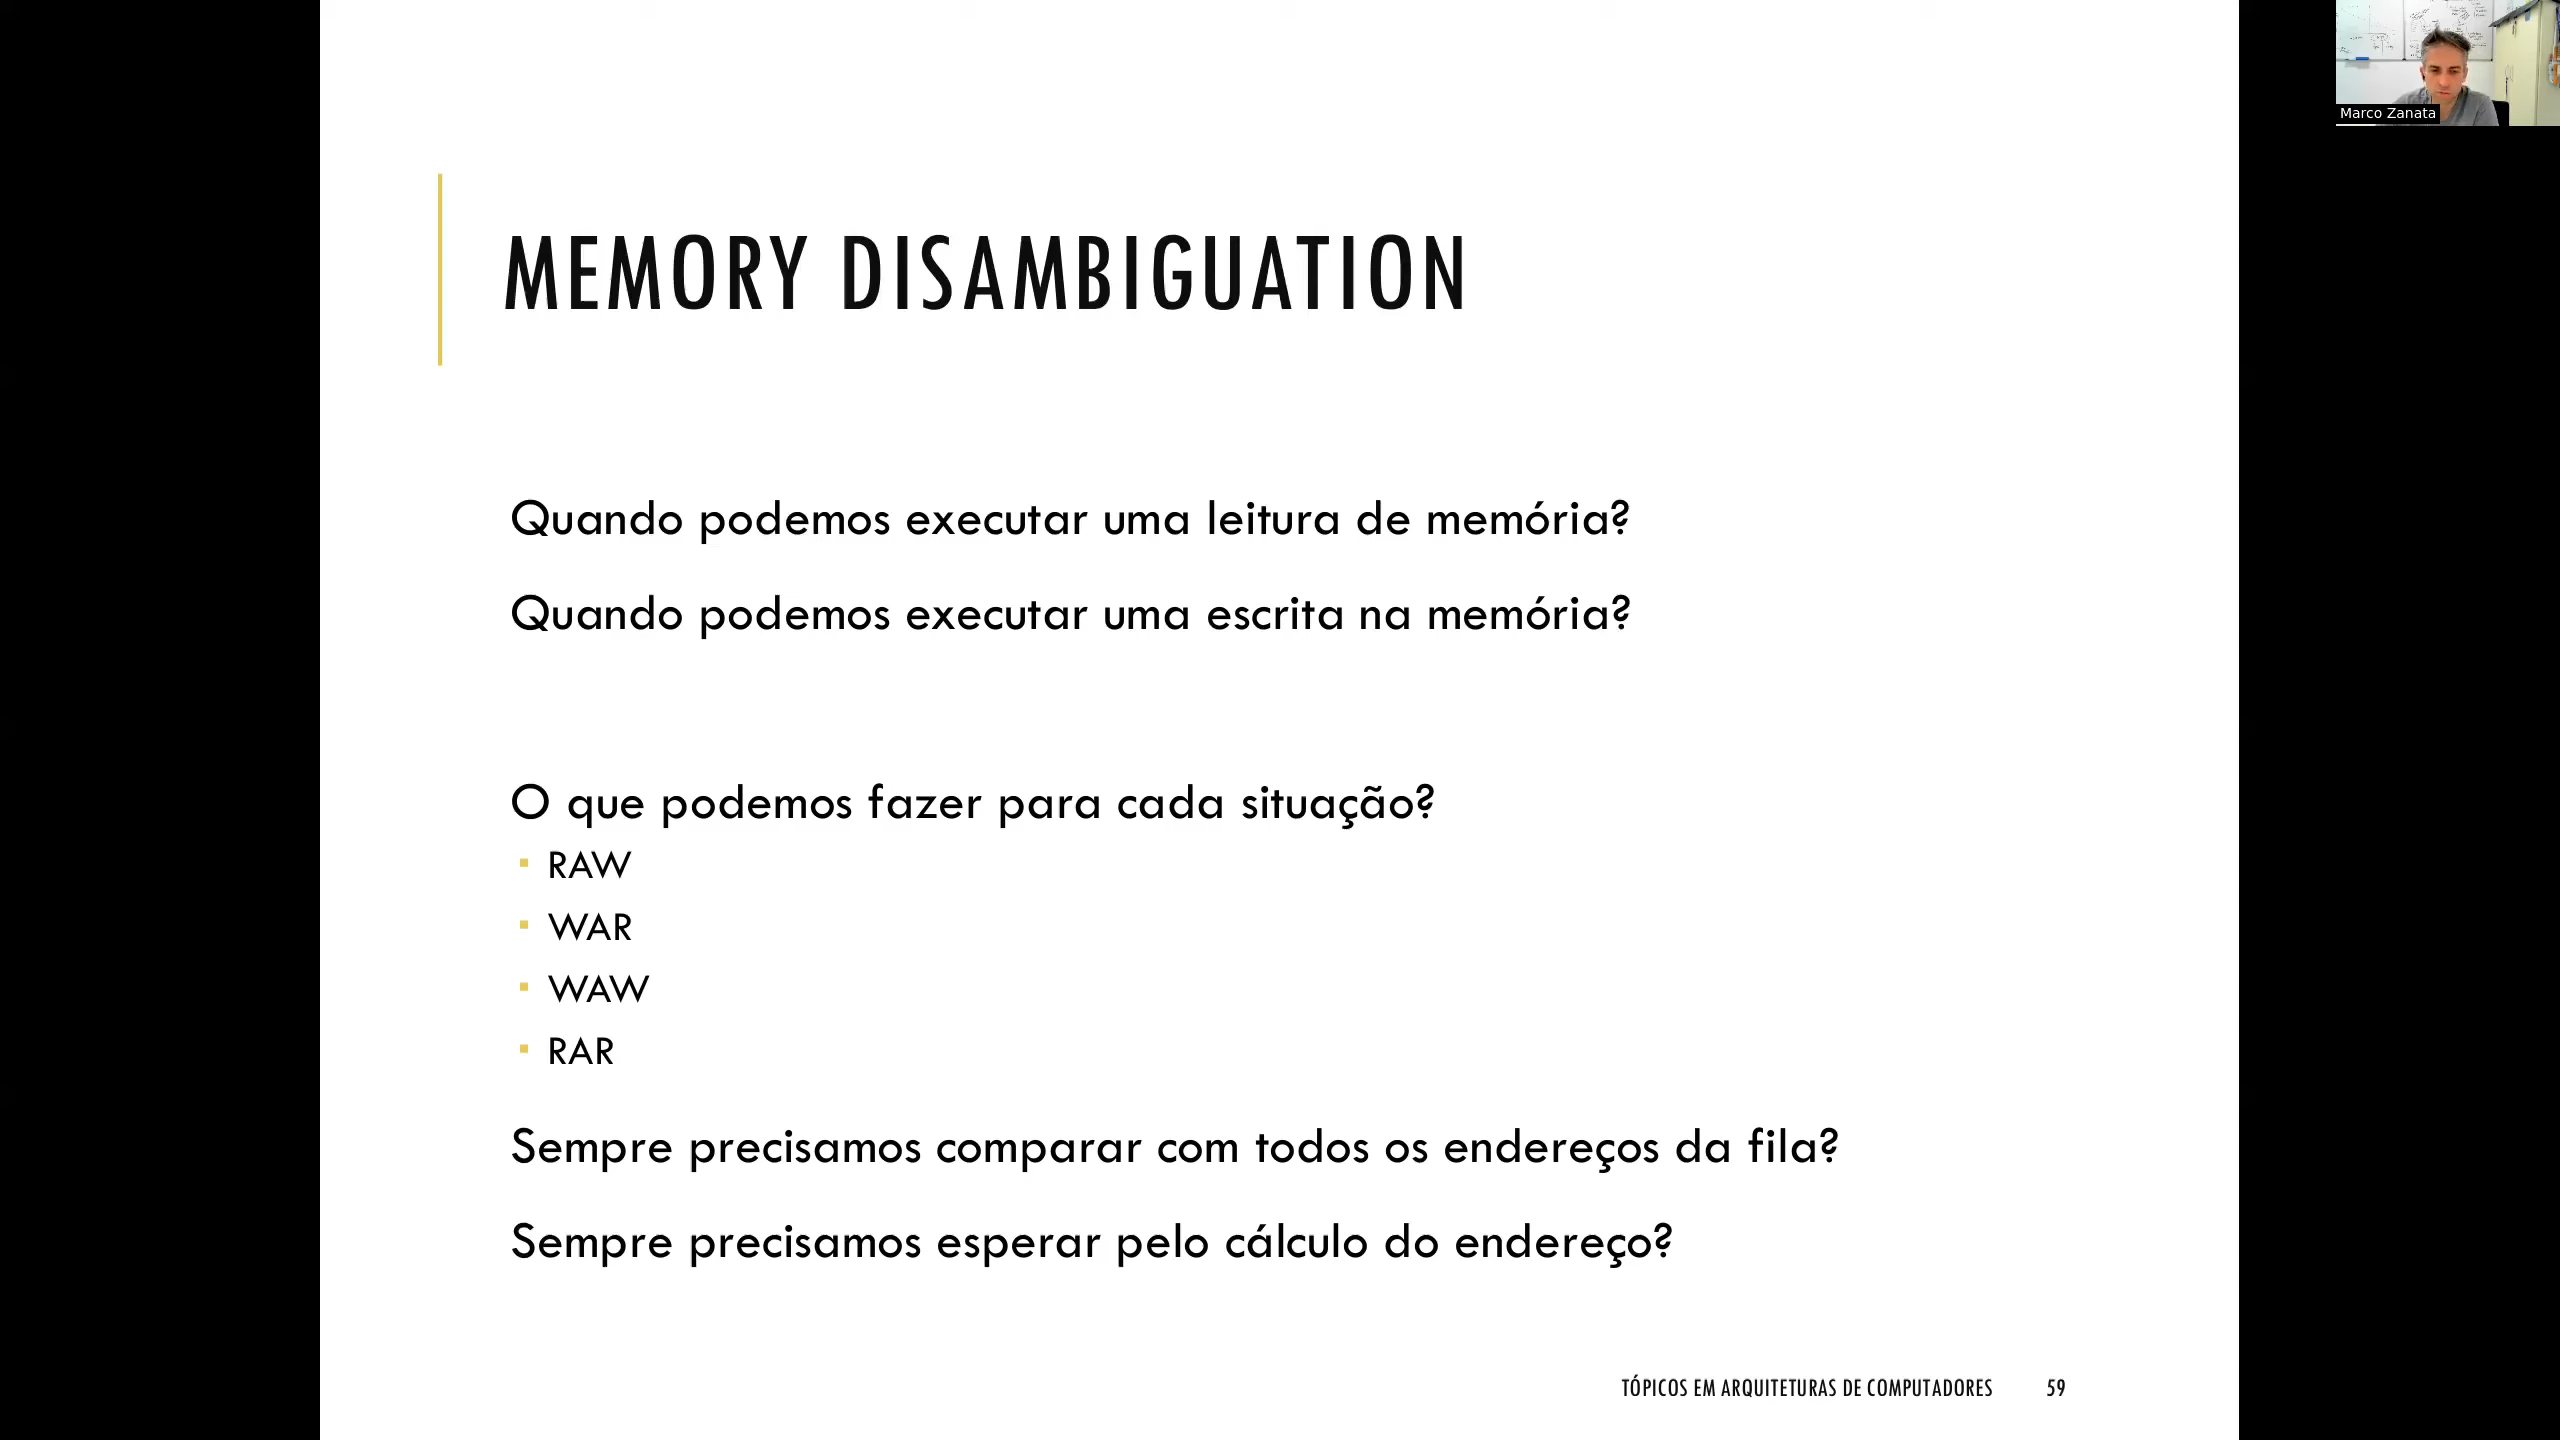 Marco Zanata
MEMORY DISAMBIGUATION
Quando podemos executar uma leitura de memória?
Quando podemos executar uma escrita na memória?
O que podemos fazer para cada situação?
▪ RAW
▪ WAR
▪ WAW
▪ RAR
Sempre precisamos comparar com todos os endereços da fila?
Sempre precisamos esperar pelo cálculo do endereço?
TÓPICOS EM ARQUITETURAS DE COMPUTADORES 59